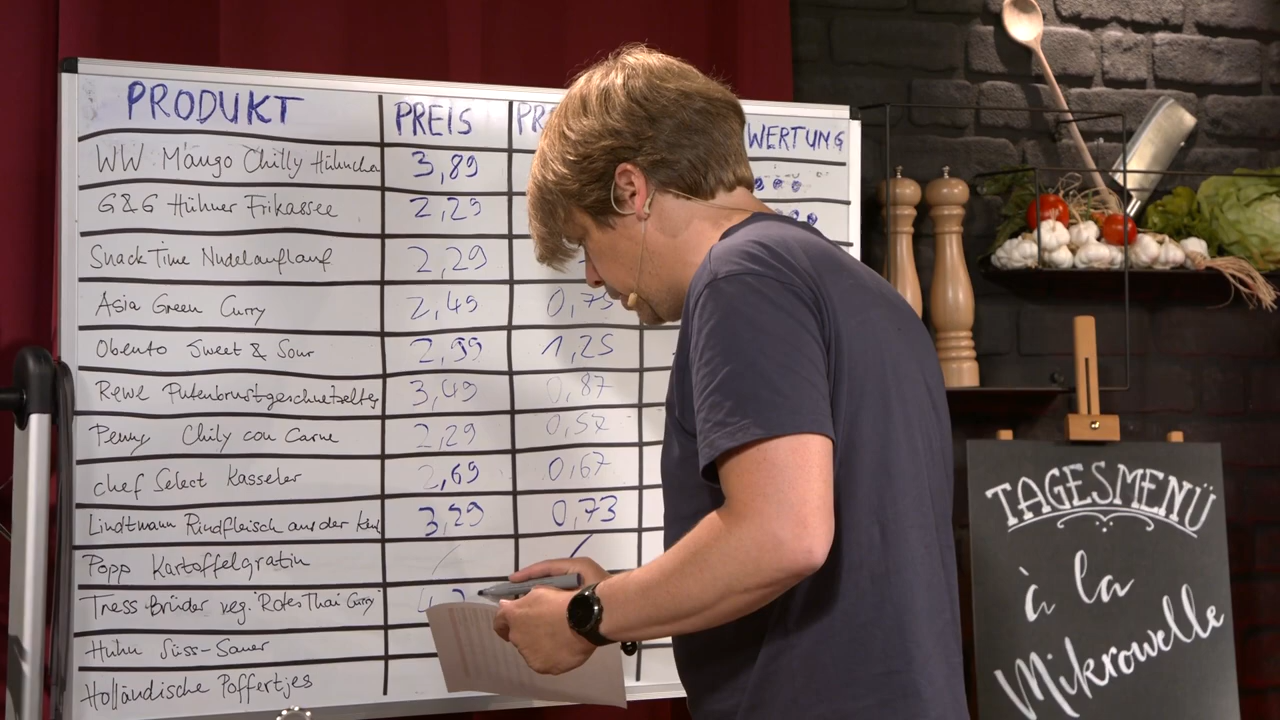 PRODUKT PREIS PR WERTUNG
WW Mango Chilly Hühnchen 3,89
G&G Hühner Frikassee 2,29
Snack Time Nudelauflauf 2,29
Asia Green Curry 2,49 0,75
Obento Sweet & Sour 2,99 1,25
Rewe Putenbrustgeschnetzeltes 3,49 0,87
Penny Chily con Carne 2,29 0,57
chef Select Kasseler 2,69 0,67
Lindtmann Rindfleisch aus der Keul 3,29 0,73
Popp Kartoffelgratin
Tress Brüder veg. "Rotes Thai Curry"
Huhn Süss-Sauer
Holländische Poffertjes
TAGESMENÜ
à la
Mikrowelle